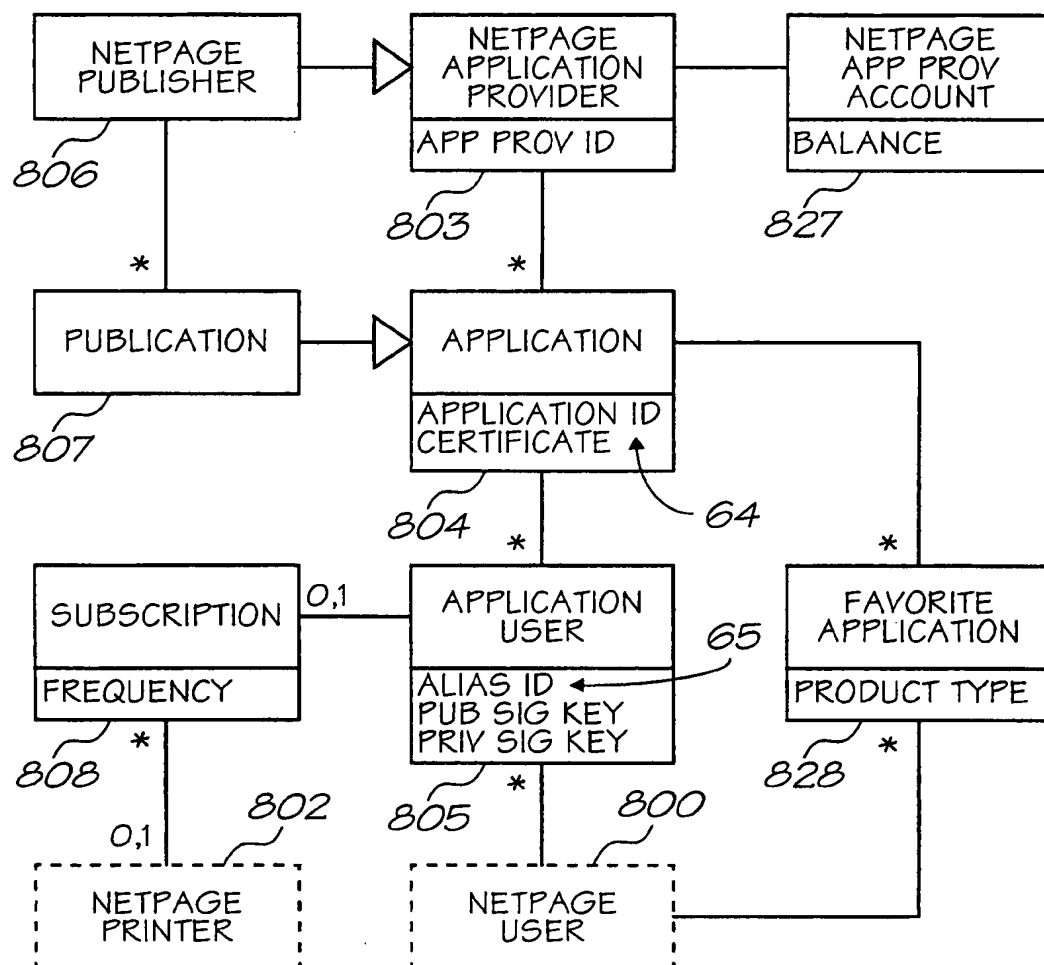 NETPAGE
PUBLISHER
806
NETPAGE
APPLICATION
PROVIDER
APP PROV ID
803
NETPAGE
APP PROV
ACCOUNT
BALANCE
827
*
*
PUBLICATION
807
APPLICATION
APPLICATION ID
CERTIFICATE
804
64
*
*
SUBSCRIPTION
FREQUENCY
808
0,1
APPLICATION
USER
ALIAS ID
PUB SIG KEY
PRIV SIG KEY
805
65
FAVORITE
APPLICATION
PRODUCT TYPE
828
*
*
*
0,1
802
NETPAGE
PRINTER
800
NETPAGE
USER